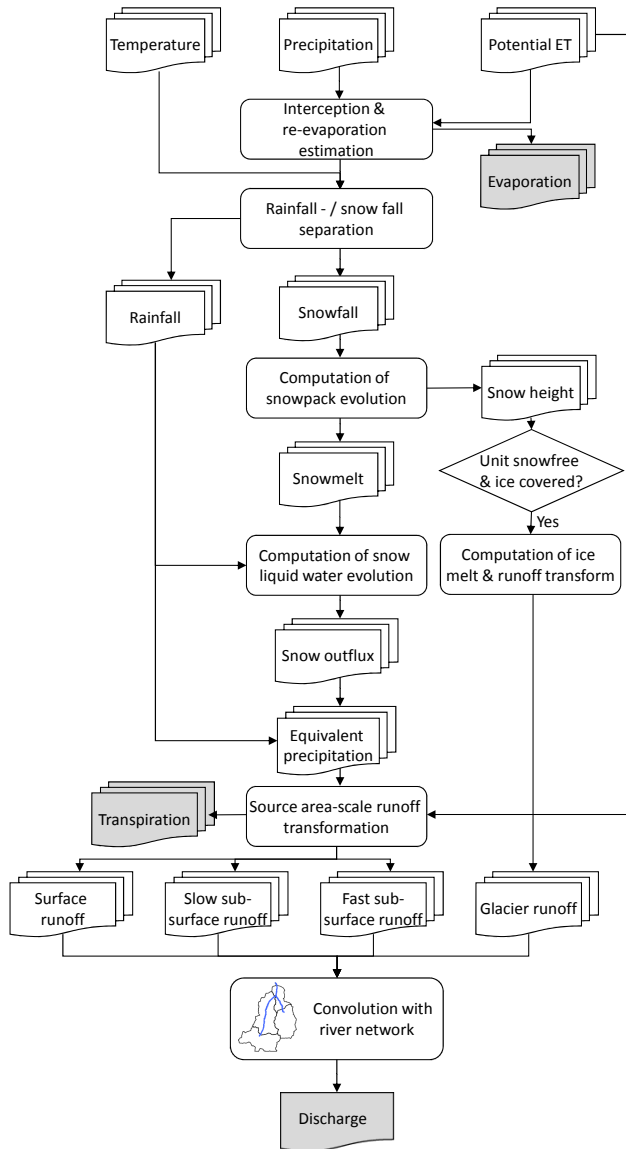 Temperature
Precipitation
Potential ET
Interception &
re-evaporation
estimation
Evaporation
Rainfall - / snow fall
separation
Rainfall
Snowfall
Computation of
snowpack evolution
Snow height
Snowmelt
Unit snowfree
& ice covered?
Yes
Computation of snow
liquid water evolution
Computation of ice
melt & runoff transform
Snow outflux
Equivalent
precipitation
Transpiration
Source area-scale runoff
transformation
Surface
runoff
Slow sub-
surface runoff
Fast sub-
surface runoff
Glacier runoff
Convolution with
river network
Discharge